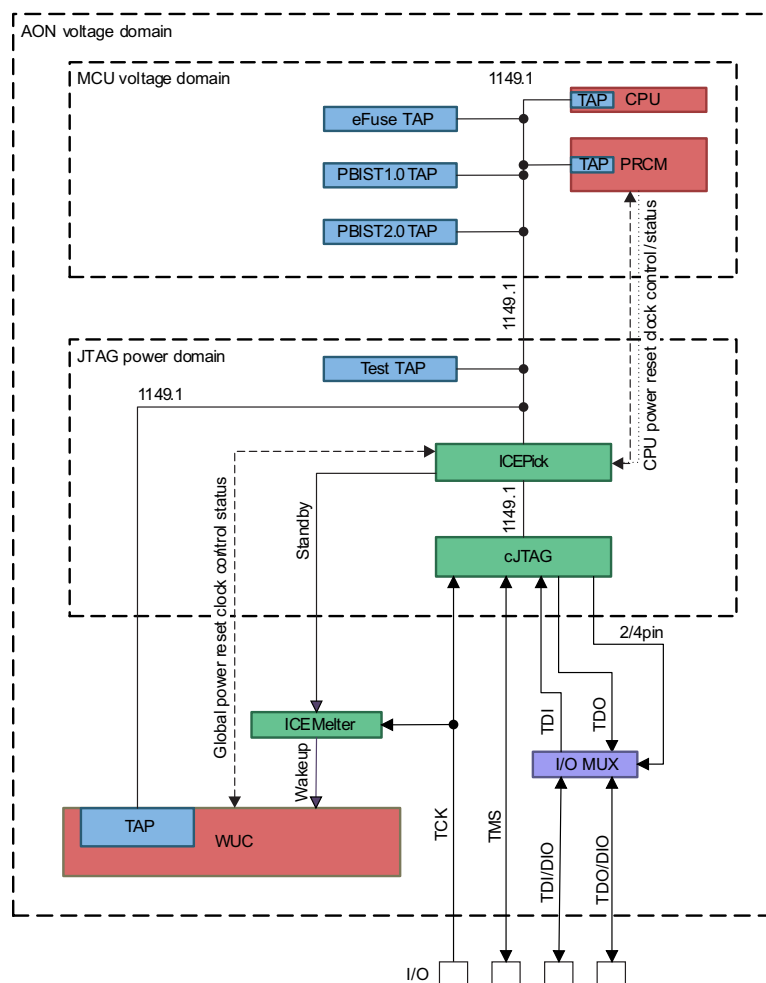 AON voltage domain
MCU voltage domain
1149.1
TAP
CPU
eFuse TAP
TAP
PRCM
PBIST1.0 TAP
PBIST2.0 TAP
CPU power reset clock control/status
1149.1
JTAG power domain
Test TAP
1149.1
ICEPick
1149.1
Standby
cJTAG
Global power reset clock control status
2/4pin
ICEMelter
TDI
TDO
I/O MUX
Wakeup
TAP
WUC
TCK
TMS
TDI/DIO
TDO/DIO
I/O